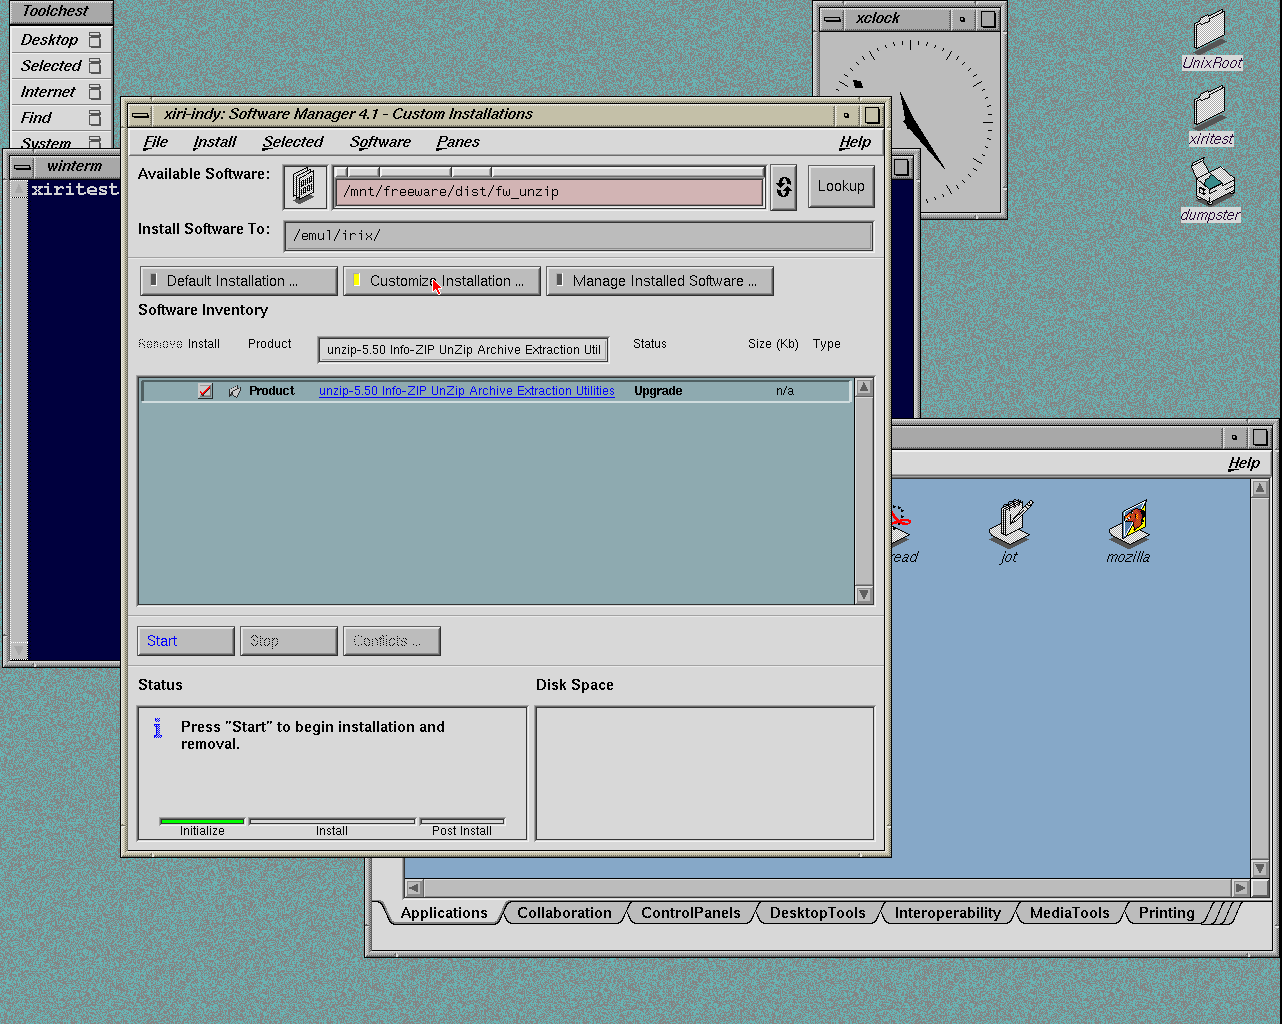 Toolchest
Desktop
Selected
Internet
Find
System
xclock
UnixRoot
xiritest
dumpster
winterm
xiritest
xiri-indy: Software Manager 4.1 - Custom Installations
File Install Selected Software Panes Help
Available Software:
/mnt/freeware/dist/fw_unzip
Lookup
Install Software To:
/emul/irix/
Default Installation ...
Customize Installation ...
Manage Installed Software ...
Software Inventory
Remove Install Product unzip-5.50 Info-ZIP UnZip Archive Extraction Util Status Size (Kb) Type
Product unzip-5.50 Info-ZIP UnZip Archive Extraction Utilities Upgrade n/a
Start
Stop
Conflicts ...
Status
Press "Start" to begin installation and
removal.
Initialize Install Post Install
Disk Space
Help
read
jot
mozilla
Applications Collaboration ControlPanels DesktopTools Interoperability MediaTools Printing